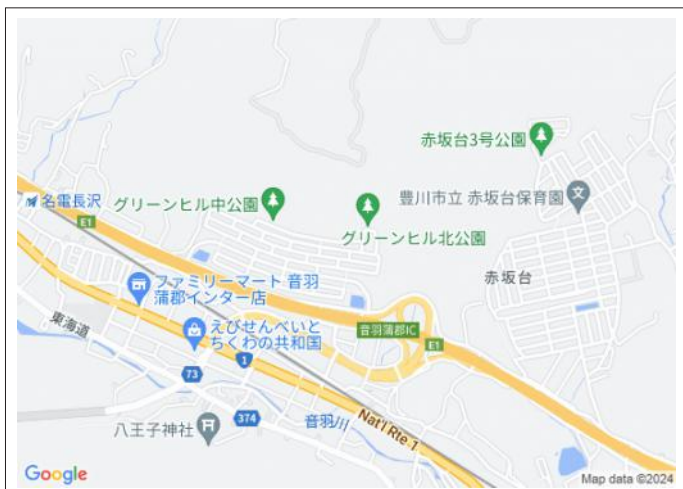 赤坂台3号公園
名電長沢
E1
グリーンヒル中公園
豊川市立 赤坂台保育園
グリーンヒル北公園
赤坂台
ファミリーマート 音羽
蒲郡インター店
東海道
えびせんべいと
ちくわの共和国
音羽蒲郡IC
E1
1
73
374
八王子神社
音羽川
Nat'l Rte 1
Google
Map data ©2024